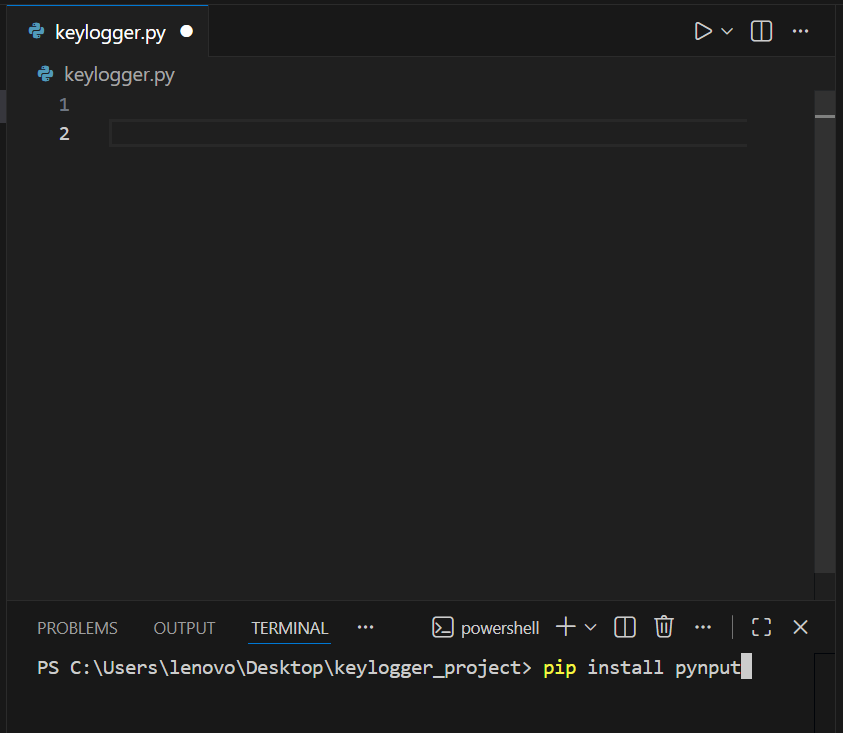 keylogger.py
keylogger.py
1
2
PROBLEMS OUTPUT TERMINAL ··· powershell ···
PS C:\Users\lenovo\Desktop\keylogger_project> pip install pynput